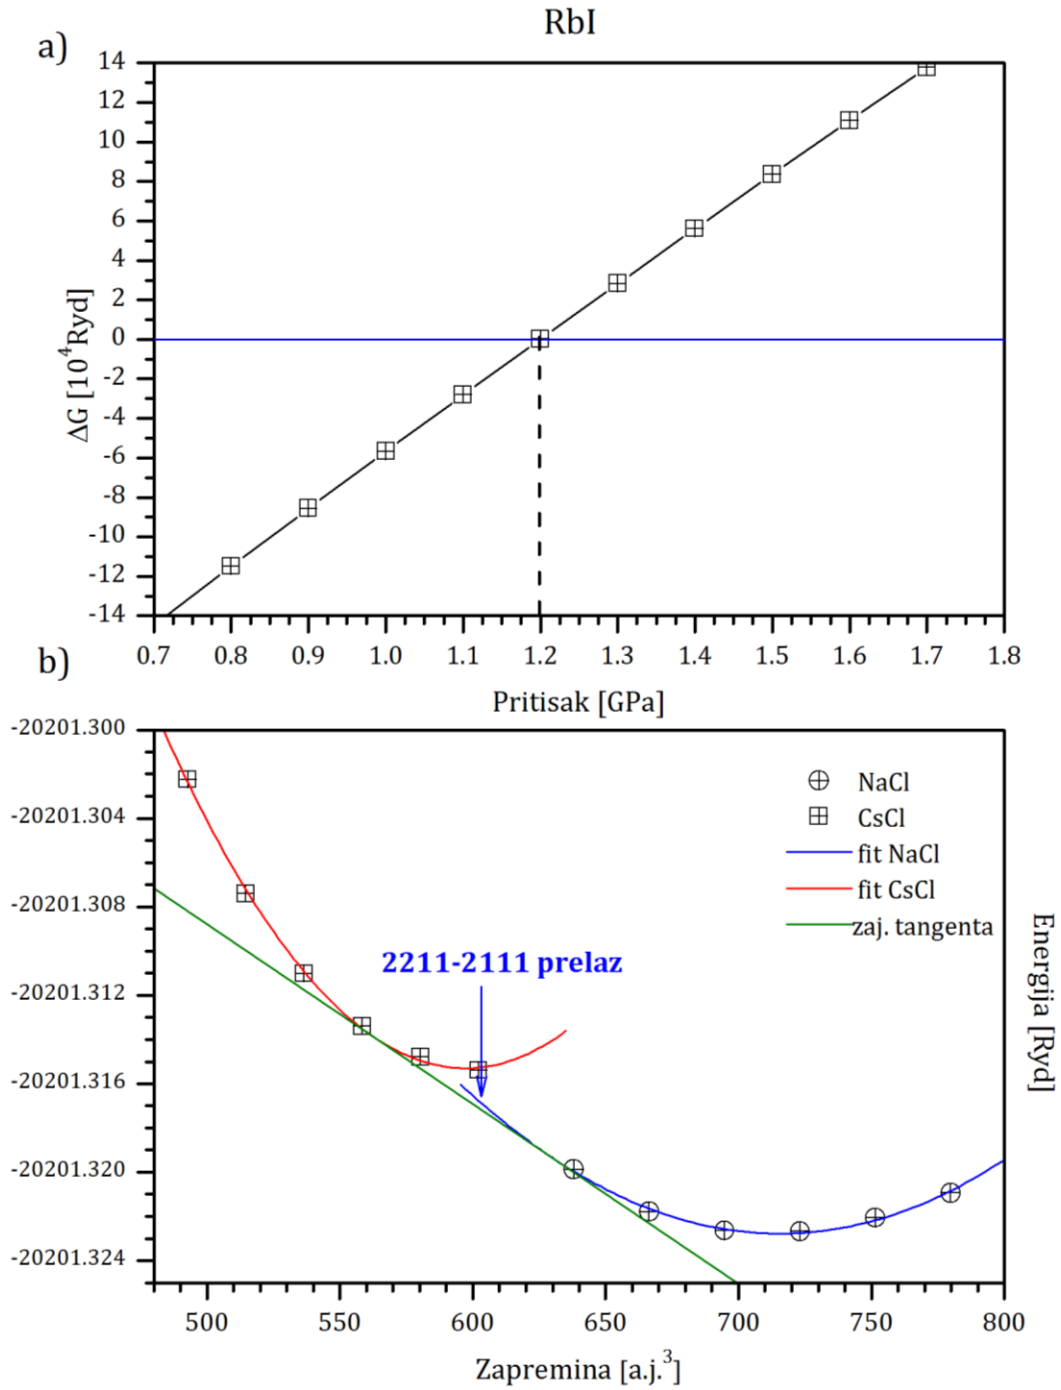 RbI
a)
ΔG [10⁴Ryd]
14
12
10
8
6
4
2
0
-2
-4
-6
-8
-10
-12
-14
0.7 0.8 0.9 1.0 1.1 1.2 1.3 1.4 1.5 1.6 1.7 1.8
Pritisak [GPa]
b)
-20201.300
-20201.304
-20201.308
-20201.312
-20201.316
-20201.320
-20201.324
NaCl
CsCl
fit NaCl
fit CsCl
zaj. tangenta
2211-2111 prelaz
Energija [Ryd]
500 550 600 650 700 750 800
Zapremina [a.j.³]